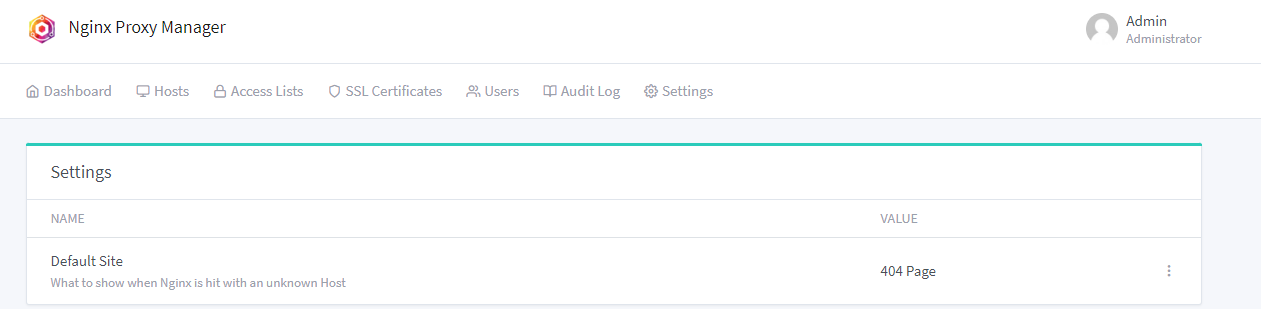 Nginx Proxy Manager
Admin
Administrator
Dashboard Hosts Access Lists SSL Certificates Users Audit Log Settings
Settings
NAME VALUE
Default Site
What to show when Nginx is hit with an unknown Host
404 Page